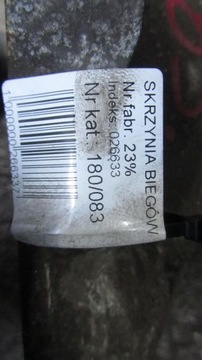 SKRZYNIA BIEGÓW
Nr fabr. 23%
Indeks: 026633
Nr kat.: 180/083